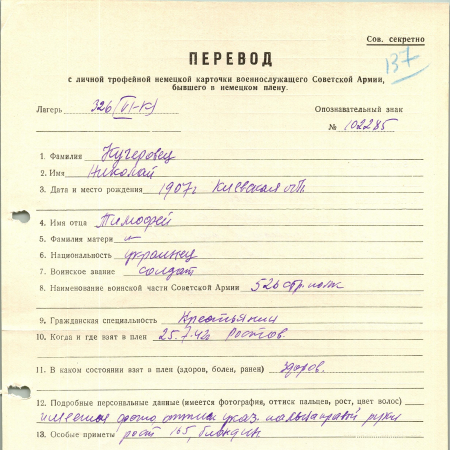 Сов. секретно
137
ПЕРЕВОД
с личной трофейной немецкой карточки военнослужащего Советской Армии,
бывшего в немецком плену.
Лагерь 326 (VI-К) Опознавательный знак
№ 102285
1. Фамилия Кучеровец
2. Имя Николай
3. Дата и место рождения 1907г Киевская обл
4. Имя отца Тимофей
5. Фамилия матери —
6. Национальность украинец
7. Воинское звание солдат
8. Наименование воинской части Советской Армии 526 стр. полк
9. Гражданская специальность Крестьянин
10. Когда и где взят в плен 25.7.42г Ростов.
11. В каком состоянии взят в плен (здоров, болен, ранен) здоров.
12. Подробные персональные данные (имеется фотография, оттиск пальцев, рост, цвет волос)
имеется оттиск указ. пальца правой руки
13. Особые приметы рост 165, блондин